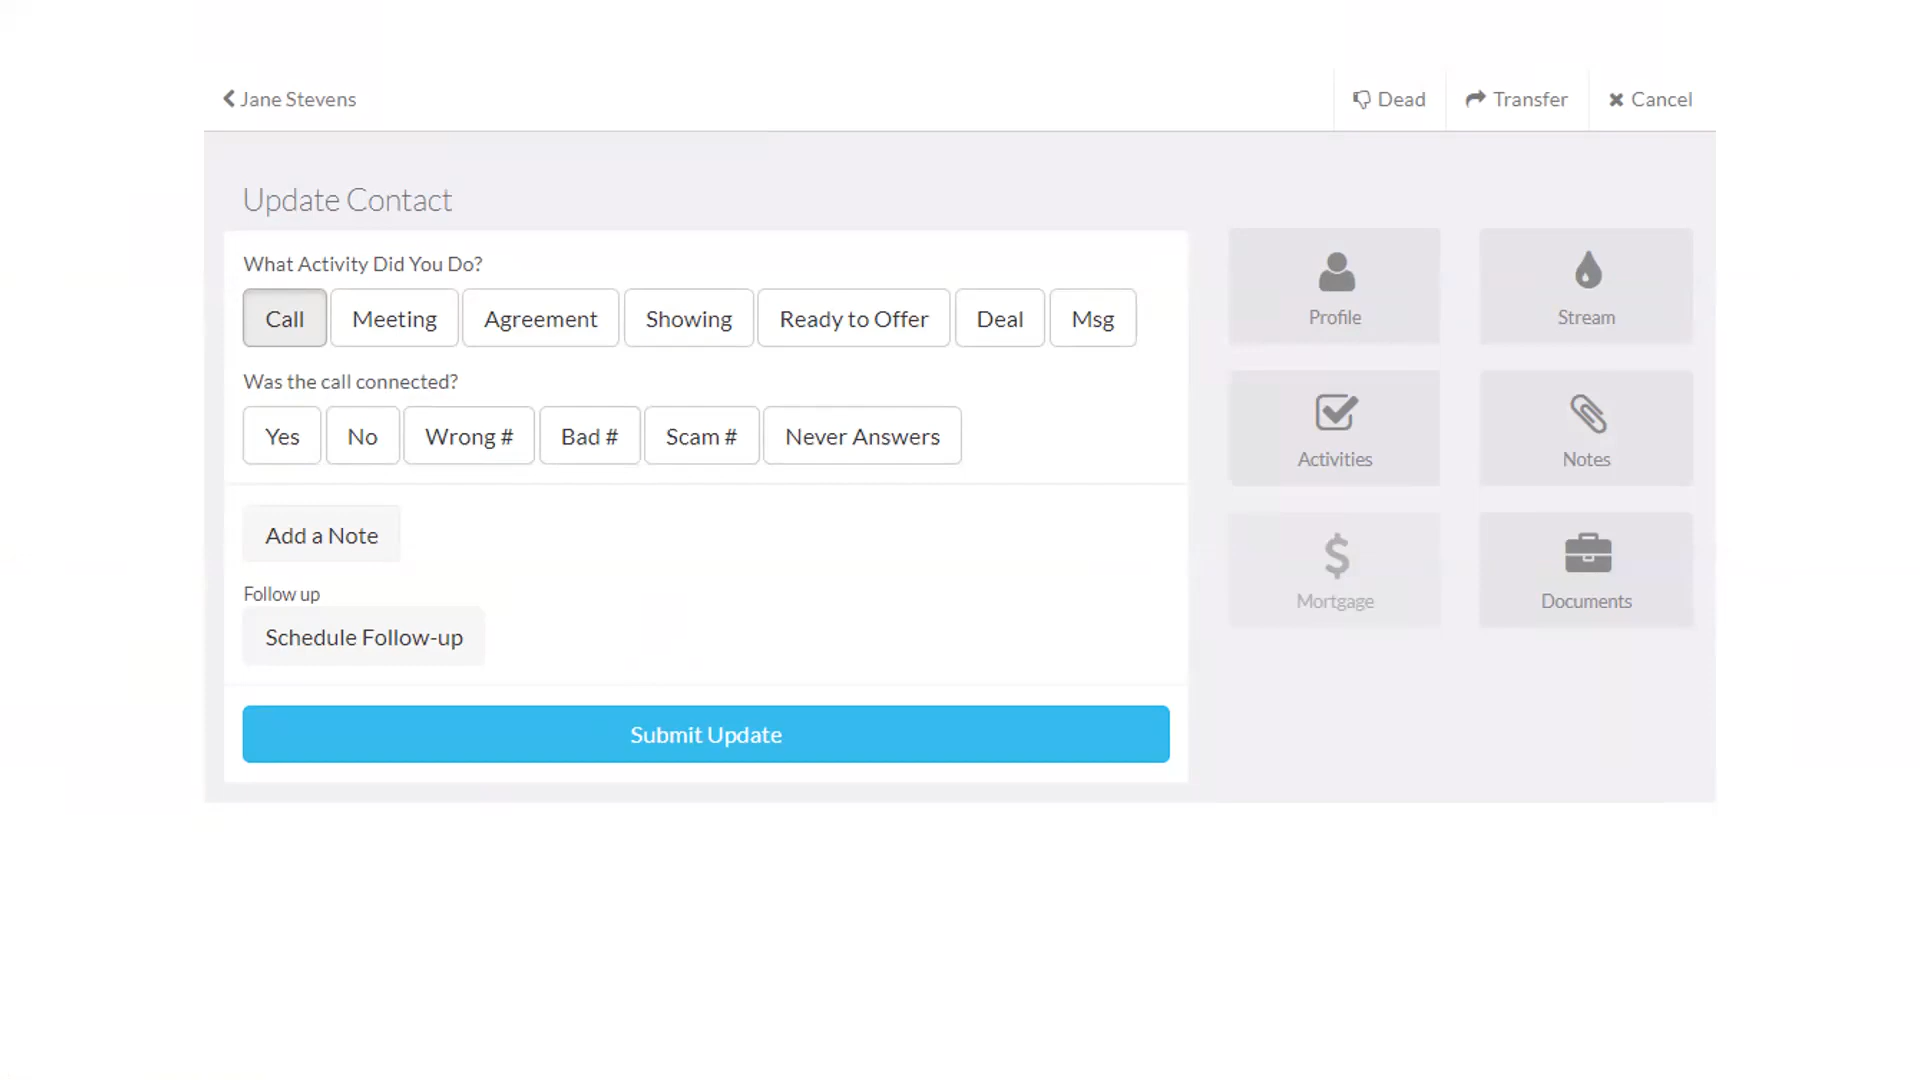 Jane Stevens
Dead
Transfer
Cancel
Update Contact
What Activity Did You Do?
Call
Meeting
Agreement
Showing
Ready to Offer
Deal
Msg
Was the call connected?
Yes
No
Wrong #
Bad #
Scam #
Never Answers
Add a Note
Follow up
Schedule Follow-up
Submit Update
Profile
Stream
Activities
Notes
Mortgage
Documents